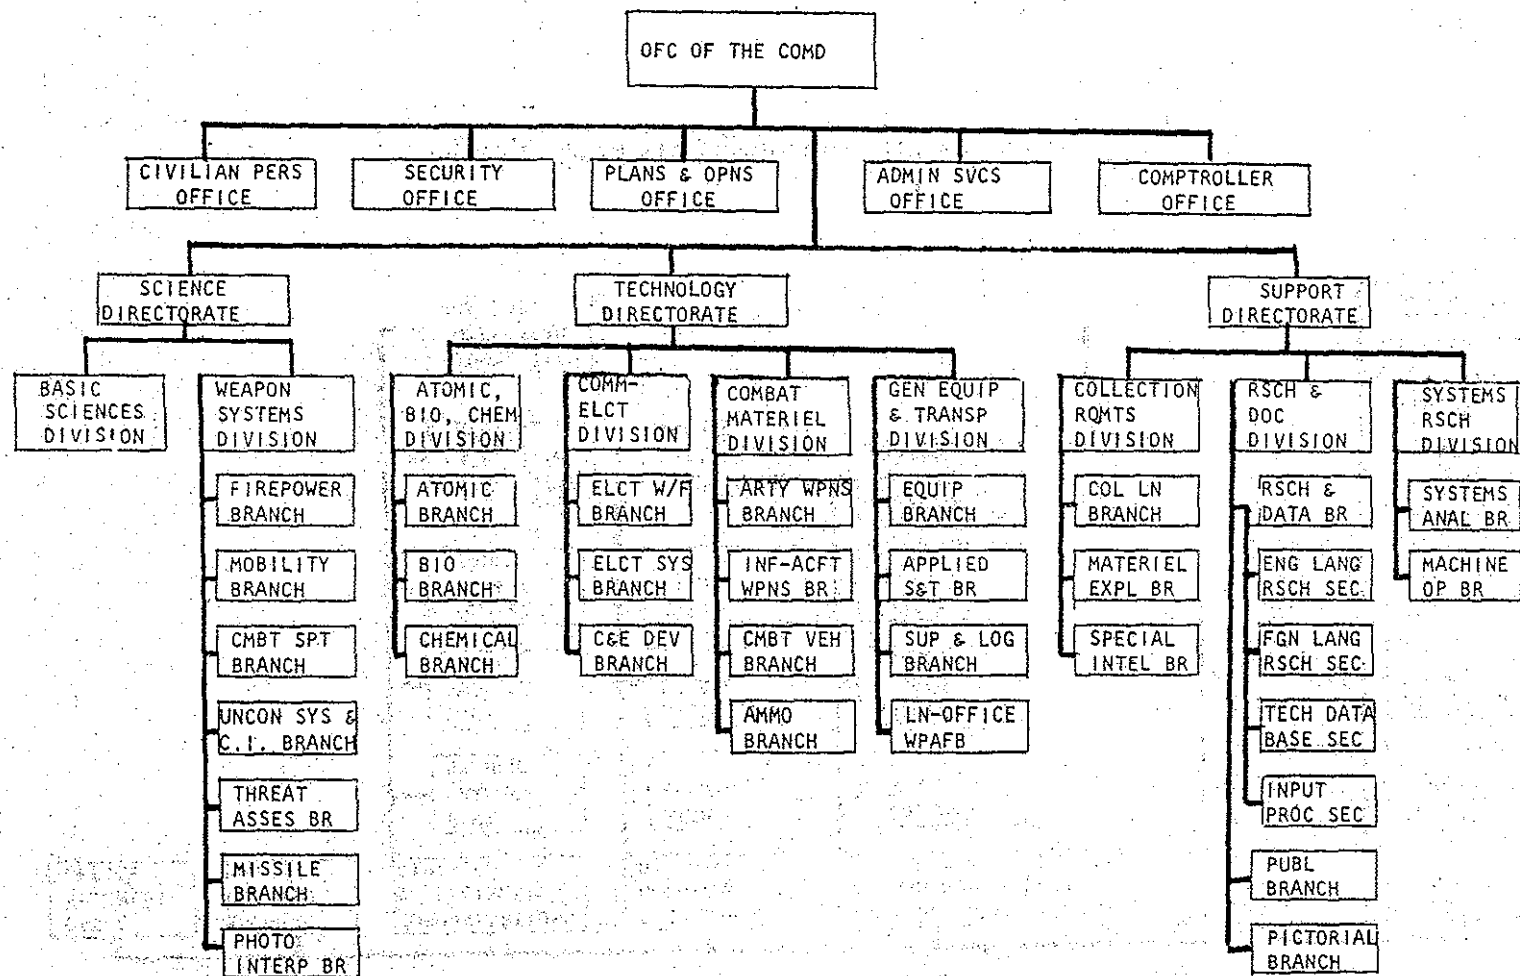 OFC OF THE COMD
CIVILIAN PERS
OFFICE
SECURITY
OFFICE
PLANS & OPNS
OFFICE
ADMIN SVCS
OFFICE
COMPTROLLER
OFFICE
SCIENCE
DIRECTORATE
TECHNOLOGY
DIRECTORATE
SUPPORT
DIRECTORATE
BASIC
SCIENCES
DIVISION
WEAPON
SYSTEMS
DIVISION
FIREPOWER
BRANCH
MOBILITY
BRANCH
CMBT SPT
BRANCH
UNCON SYS &
C.I. BRANCH
THREAT
ASSES BR
MISSILE
BRANCH
PHOTO
INTERP BR
ATOMIC,
BIO, CHEM
DIVISION
ATOMIC
BRANCH
BIO
BRANCH
CHEMICAL
BRANCH
COMM-
ELCT
DIVISION
ELCT W/F
BRANCH
ELCT SYS
BRANCH
C&E DEV
BRANCH
COMBAT
MATERIEL
DIVISION
ARTY WPNS
BRANCH
INF-ACFT
WPNS BR
CMBT VEH
BRANCH
AMMO
BRANCH
GEN EQUIP
& TRANSP
DIVISION
EQUIP
BRANCH
APPLIED
S&T BR
SUP & LOG
BRANCH
LN-OFFICE
WPAFB
COLLECTION
RQMTS
DIVISION
COL LN
BRANCH
MATERIEL
EXPL BR
SPECIAL
INTEL BR
RSCH &
DOC
DIVISION
RSCH &
DATA BR
ENG LANG
RSCH SEC
FGN LANG
RSCH SEC
TECH DATA
BASE SEC
INPUT
PROC SEC
PUBL
BRANCH
PICTORIAL
BRANCH
SYSTEMS
RSCH
DIVISION
SYSTEMS
ANAL BR
MACHINE
OP BR